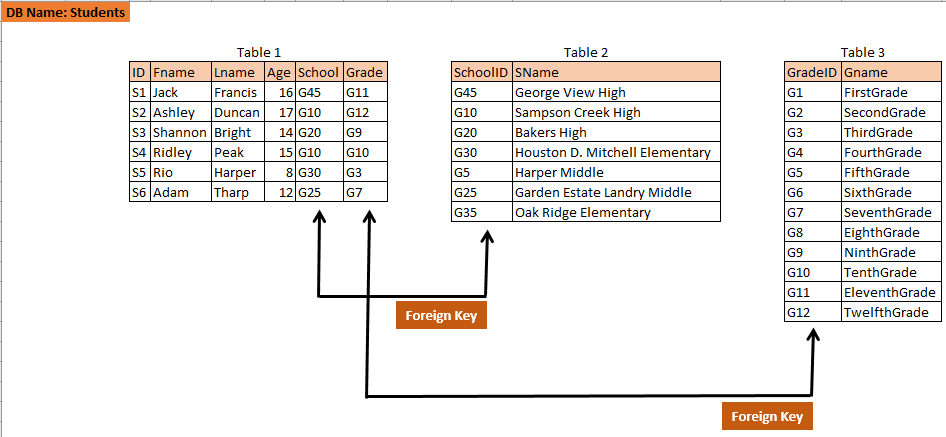 DB Name: Students
Table 1
ID Fname Lname Age School Grade
S1 Jack Francis 16 G45 G11
S2 Ashley Duncan 17 G10 G12
S3 Shannon Bright 14 G20 G9
S4 Ridley Peak 15 G10 G10
S5 Rio Harper 8 G30 G3
S6 Adam Tharp 12 G25 G7
Table 2
SchoolID SName
G45 George View High
G10 Sampson Creek High
G20 Bakers High
G30 Houston D. Mitchell Elementary
G5 Harper Middle
G25 Garden Estate Landry Middle
G35 Oak Ridge Elementary
Table 3
GradeID Gname
G1 FirstGrade
G2 SecondGrade
G3 ThirdGrade
G4 FourthGrade
G5 FifthGrade
G6 SixthGrade
G7 SeventhGrade
G8 EighthGrade
G9 NinthGrade
G10 TenthGrade
G11 EleventhGrade
G12 TwelfthGrade
Foreign Key
Foreign Key